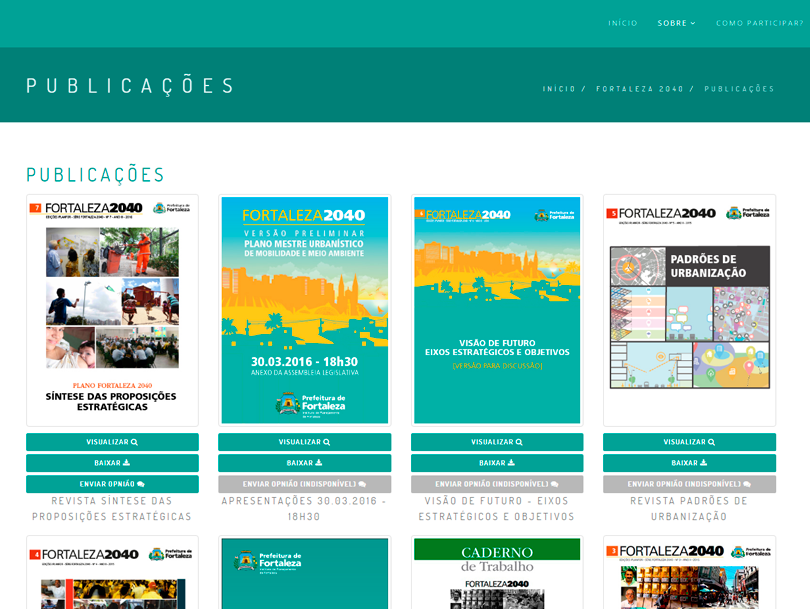 INÍCIO SOBRE COMO PARTICIPAR?
PUBLICAÇÕES
INÍCIO / FORTALEZA 2040 / PUBLICAÇÕES
PUBLICAÇÕES
7 FORTALEZA2040 Prefeitura de Fortaleza
PLANO FORTALEZA 2040
SÍNTESE DAS PROPOSIÇÕES
ESTRATÉGICAS
VISUALIZAR
BAIXAR
ENVIAR OPNIÃO
REVISTA SÍNTESE DAS
PROPOSIÇÕES ESTRATÉGICAS
FORTALEZA2040
VERSÃO PRELIMINAR
PLANO MESTRE URBANÍSTICO
DE MOBILIDADE E MEIO AMBIENTE
30.03.2016 - 18h30
ANEXO DA ASSEMBLEIA LEGISLATIVA
Prefeitura de
Fortaleza
VISUALIZAR
BAIXAR
ENVIAR OPNIÃO (INDISPONÍVEL)
APRESENTAÇÕES 30.03.2016 -
18H30
6 FORTALEZA2040 Prefeitura de Fortaleza
VISÃO DE FUTURO
EIXOS ESTRATÉGICOS E OBJETIVOS
[VERSÃO PARA DISCUSSÃO]
VISUALIZAR
BAIXAR
ENVIAR OPNIÃO (INDISPONÍVEL)
VISÃO DE FUTURO - EIXOS
ESTRATÉGICOS E OBJETIVOS
5 FORTALEZA2040 Prefeitura de Fortaleza
PADRÕES DE
URBANIZAÇÃO
VISUALIZAR
BAIXAR
ENVIAR OPNIÃO (INDISPONÍVEL)
REVISTA PADRÕES DE
URBANIZAÇÃO
4 FORTALEZA2040 Prefeitura de Fortaleza
Prefeitura de
Fortaleza
CADERNO
de Trabalho
FORTALEZA2040
3 FORTALEZA2040 Prefeitura de Fortaleza